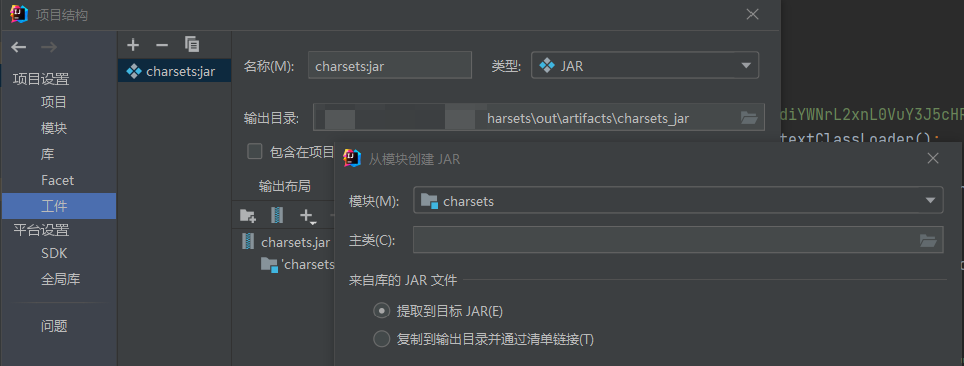 项目结构
项目设置
项目
模块
库
Facet
工件
平台设置
SDK
全局库
问题
charsets:jar
名称(M): charsets:jar 类型: JAR
输出目录: harsets\out\artifacts\charsets_jar
包含在项目
输出布局
charsets.jar
'charsets
diYWNrL2xnL0VuY3J5cHR
textClassLoader();
从模块创建 JAR
模块(M): charsets
主类(C):
来自库的 JAR 文件
提取到目标 JAR(E)
复制到输出目录并通过清单链接(T)